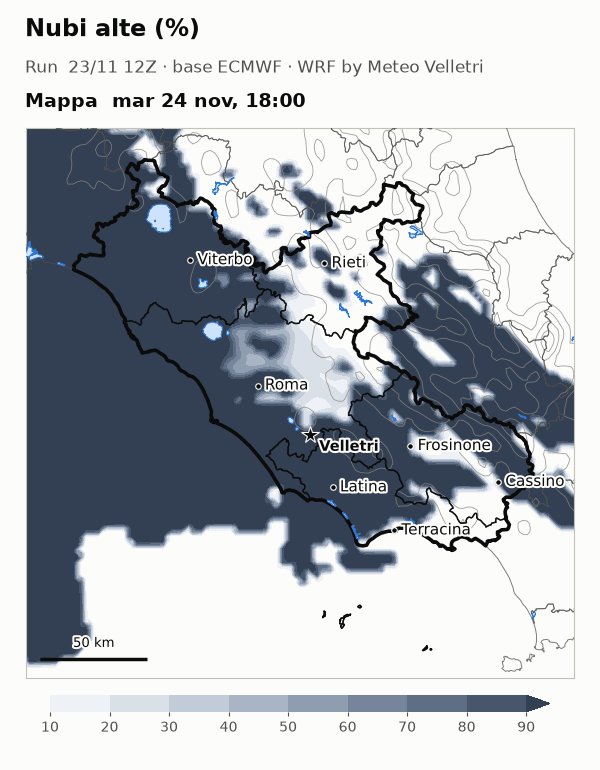 Nubi alte (%)
Run 23/11 12Z · base ECMWF · WRF by Meteo Velletri
Mappa mar 24 nov, 18:00
Viterbo
Rieti
Roma
Velletri
Frosinone
Cassino
Latina
Terracina
50 km
10 20 30 40 50 60 70 80 90